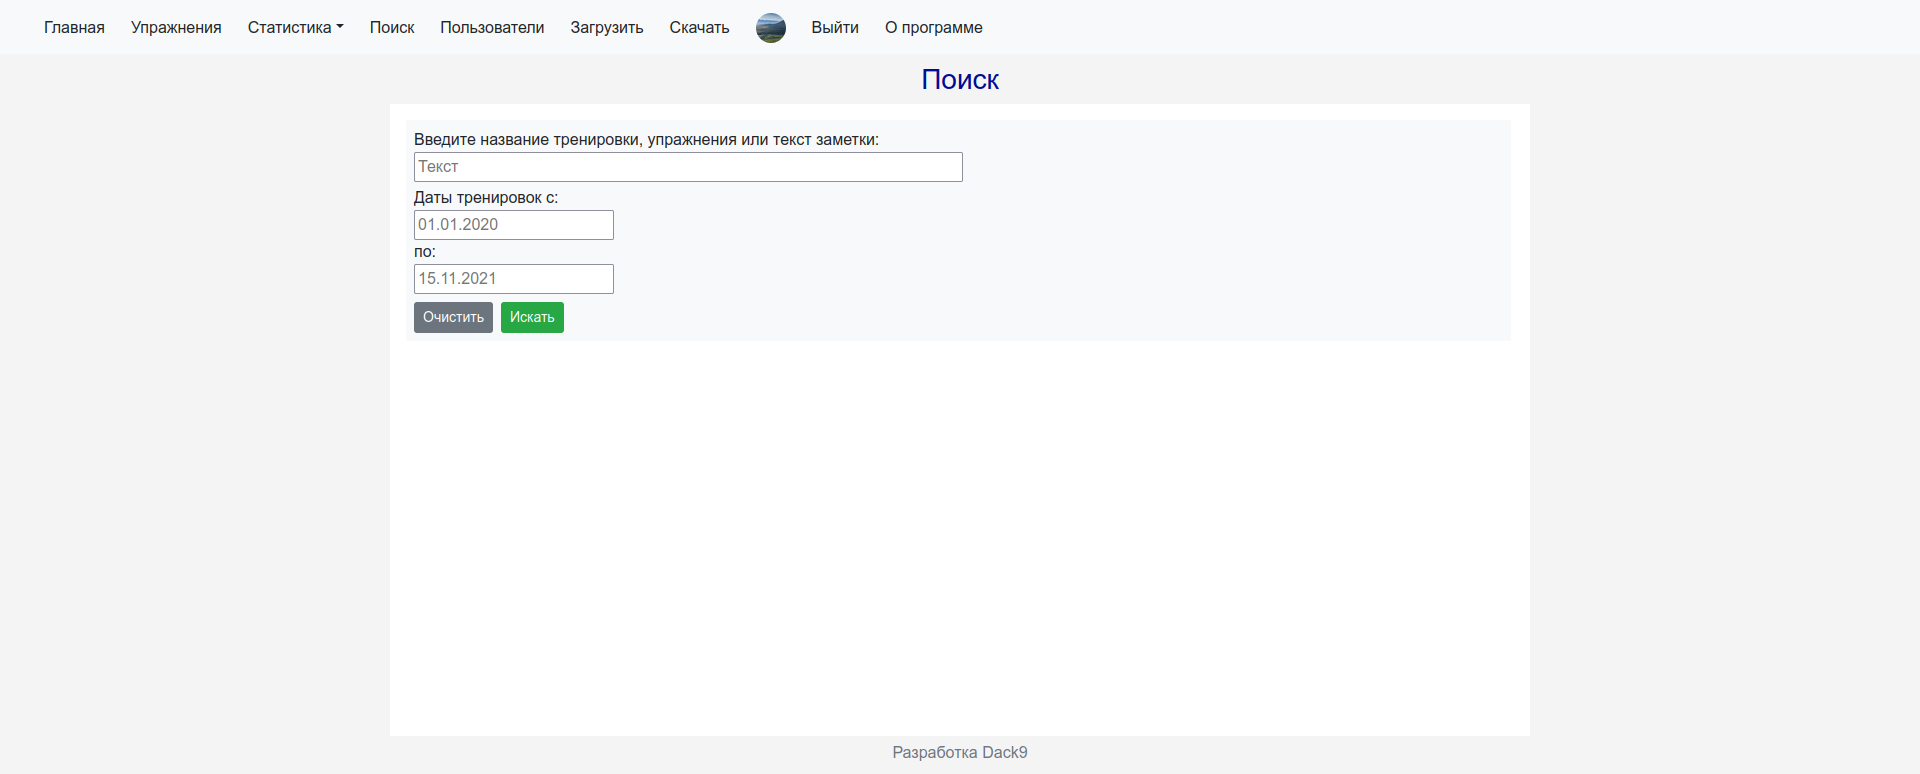 Главная Упражнения Статистика Поиск Пользователи Загрузить Скачать Выйти О программе
Поиск
Введите название тренировки, упражнения или текст заметки:
Текст
Даты тренировок с:
01.01.2020
по:
15.11.2021
Очистить Искать
Разработка Dack9